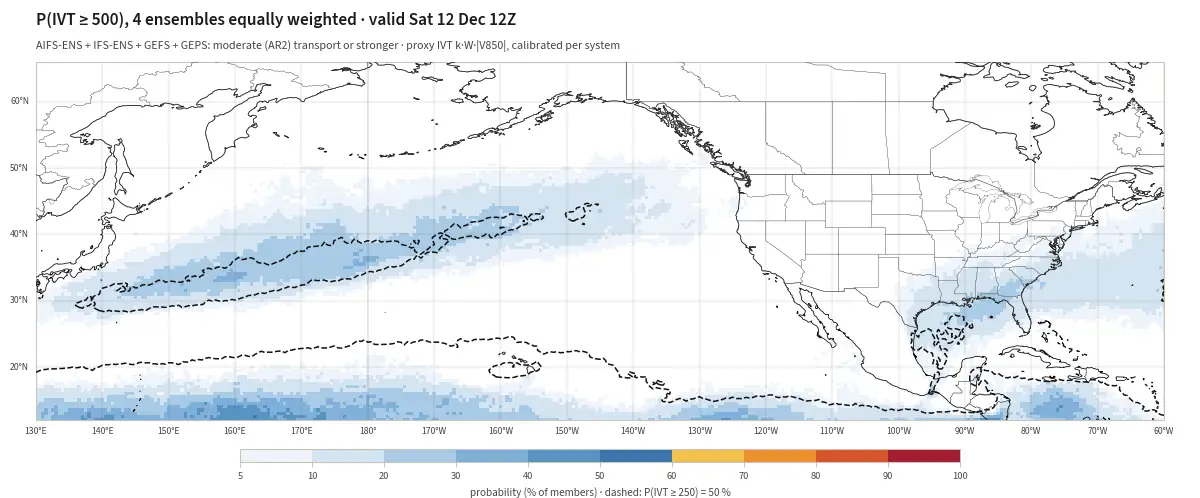 P(IVT ≥ 500), 4 ensembles equally weighted · valid Sat 12 Dec 12Z
AIFS-ENS + IFS-ENS + GEFS + GEPS: moderate (AR2) transport or stronger · proxy IVT k·W·|V850|, calibrated per system
60°N
50°N
40°N
30°N
20°N
130°E 140°E 150°E 160°E 170°E 180° 170°W 160°W 150°W 140°W 130°W 120°W 110°W 100°W 90°W 80°W 70°W 60°W
5 10 20 30 40 50 60 70 80 90 100
probability (% of members) · dashed: P(IVT ≥ 250) = 50 %